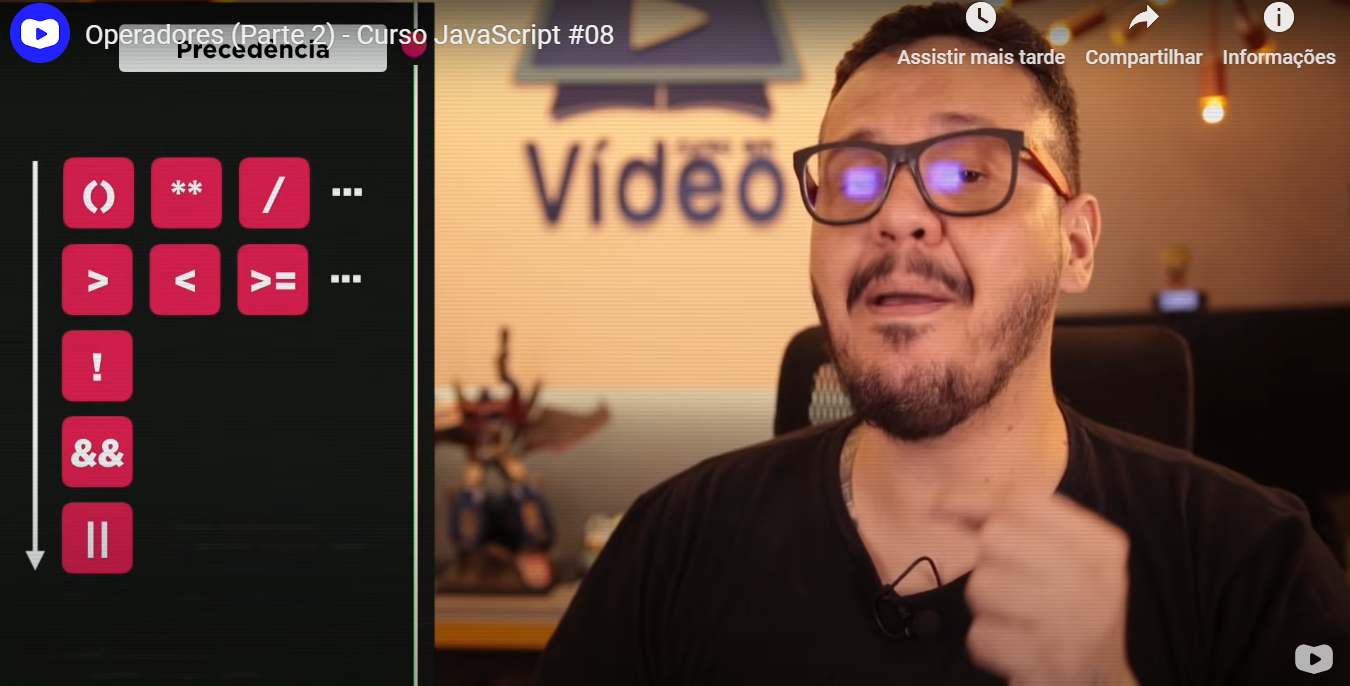 Operadores (Parte 2) - Curso JavaScript #08
Assistir mais tarde
Compartilhar
Informações
Precedência
() ** / ...
> < >= ...
!
&&
||
Vídeo